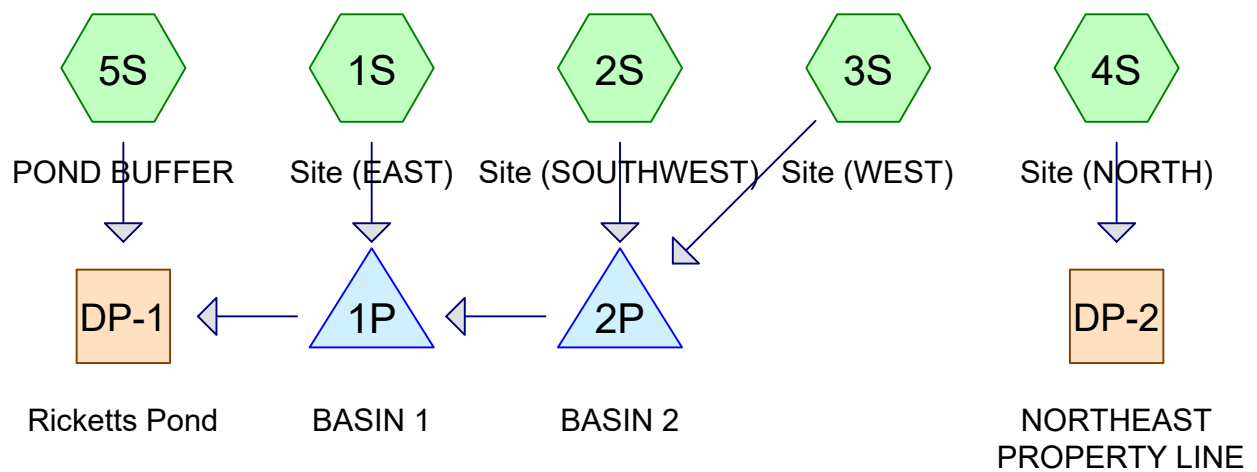 5S
1S
2S
3S
4S
POND BUFFER
Site (EAST)
Site (SOUTHWEST)
Site (WEST)
Site (NORTH)
DP-1
1P
2P
DP-2
Ricketts Pond
BASIN 1
BASIN 2
NORTHEAST
PROPERTY LINE